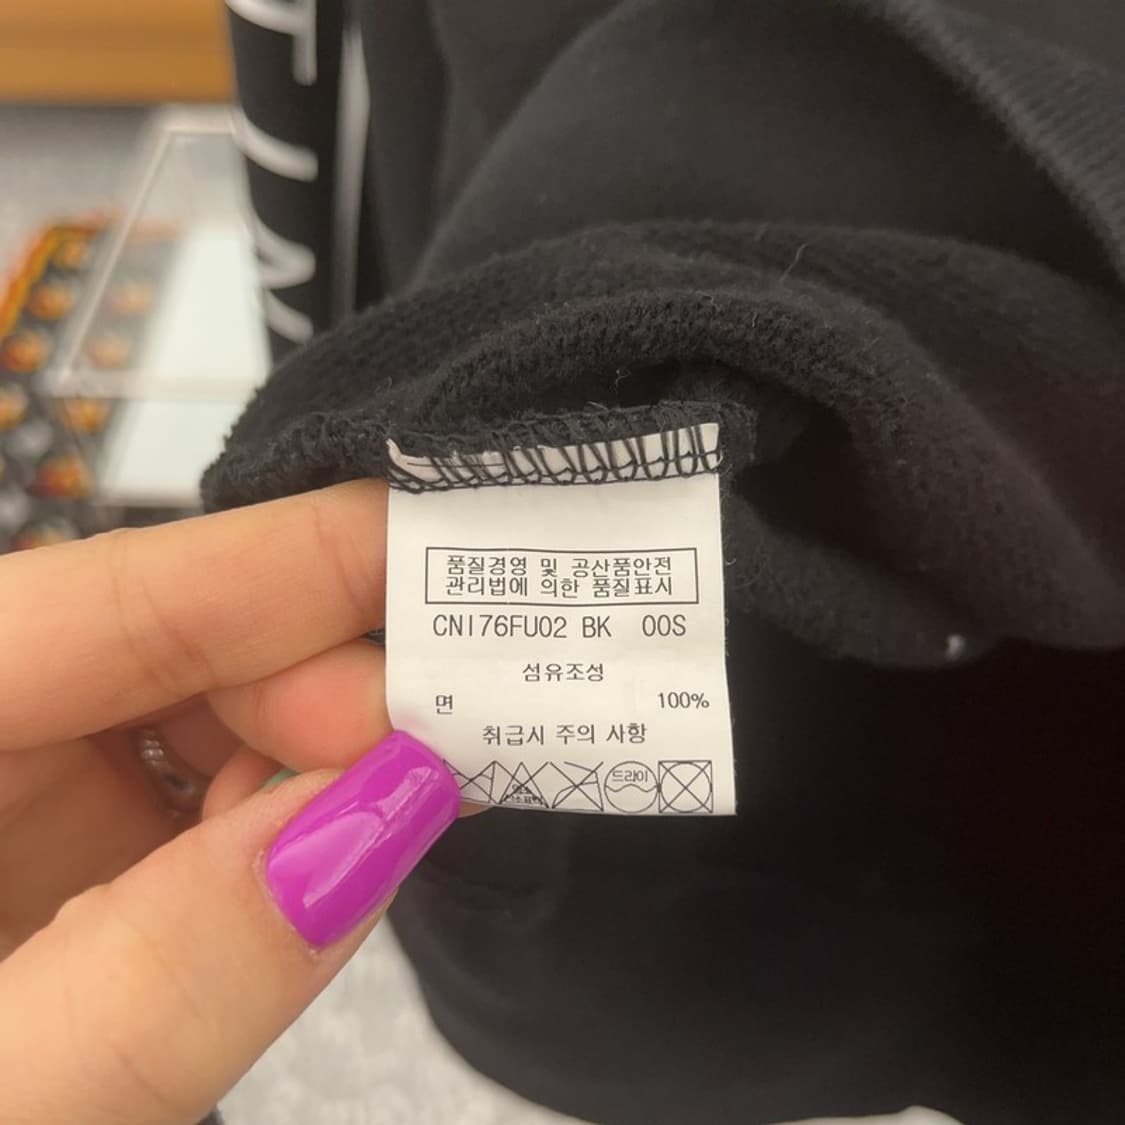 품질경영 및 공산품안전
관리법에 의한 품질표시
CNI76FU02 BK 00S
섬유조성
면 100%
취급시 주의 사항
드라이